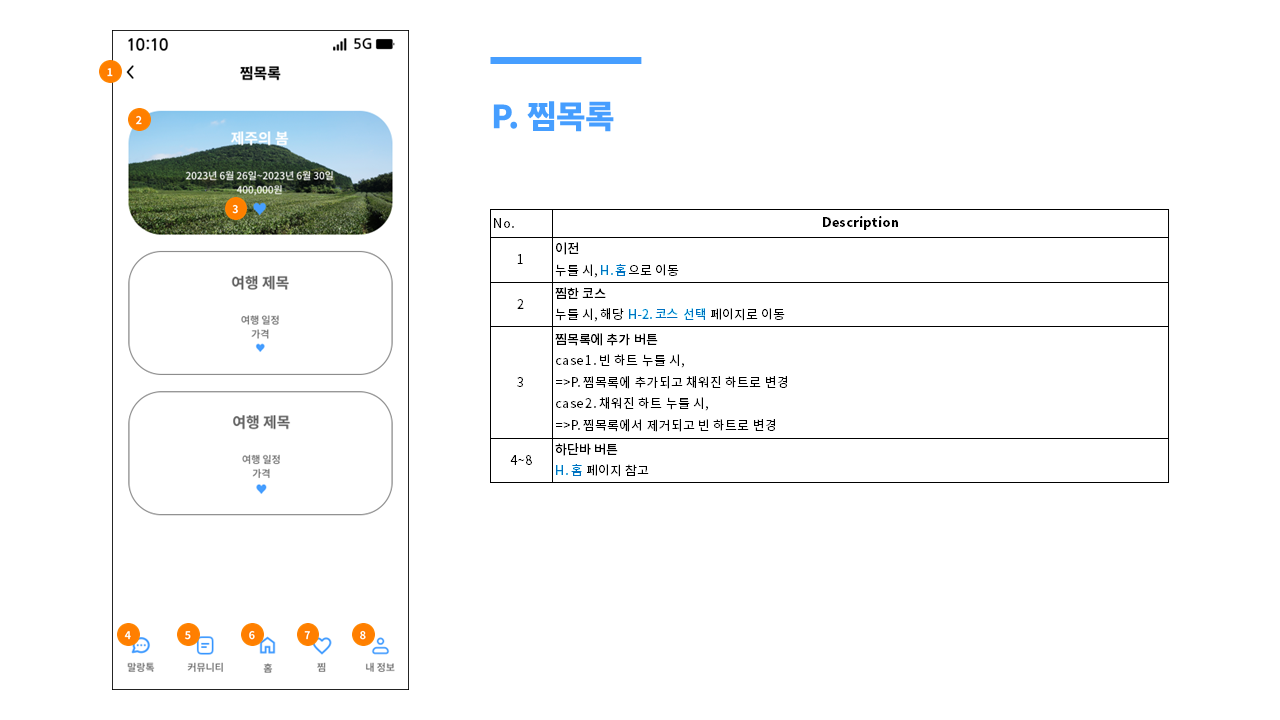 10:10
5G
1
찜목록
2
제주의 봄
2023년 6월 26일~2023년 6월 30일
400,000원
3
여행 제목
여행 일정
가격
여행 제목
여행 일정
가격
4
5
6
7
8
말랑톡
커뮤니티
홈
찜
내 정보
P. 찜목록
No.
Description
1
이전
누를 시, H.홈으로 이동
2
찜한 코스
누를 시, 해당 H-2. 코스 선택 페이지로 이동
3
찜목록에 추가 버튼
case1. 빈 하트 누를 시,
=>P. 찜목록에 추가되고 채워진 하트로 변경
case2. 채워진 하트 누를 시,
=>P. 찜목록에서 제거되고 빈 하트로 변경
4~8
하단바 버튼
H. 홈 페이지 참고